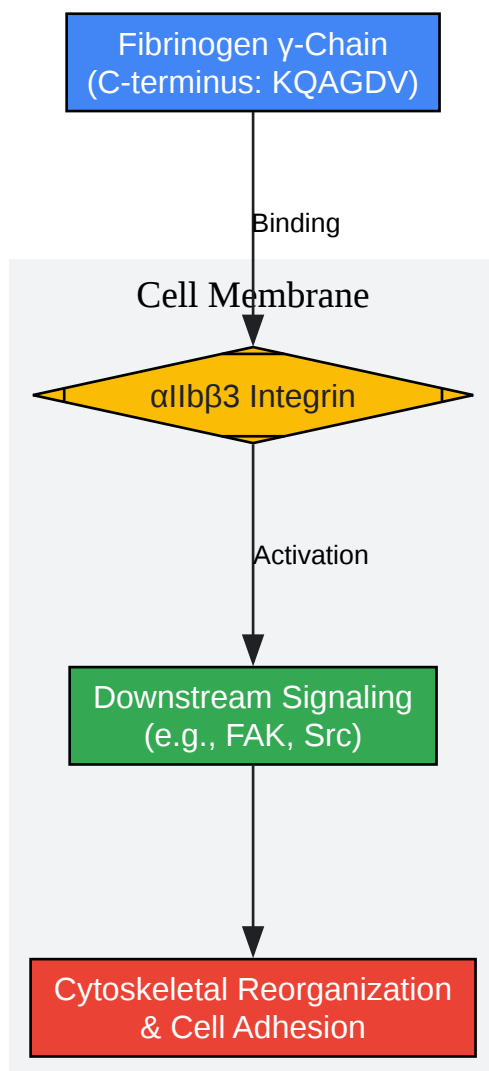 Fibrinogen γ-Chain
(C-terminus: KQAGDV)
Binding
Cell Membrane
αIIbβ3 Integrin
Activation
Downstream Signaling
(e.g., FAK, Src)
Cytoskeletal Reorganization
& Cell Adhesion